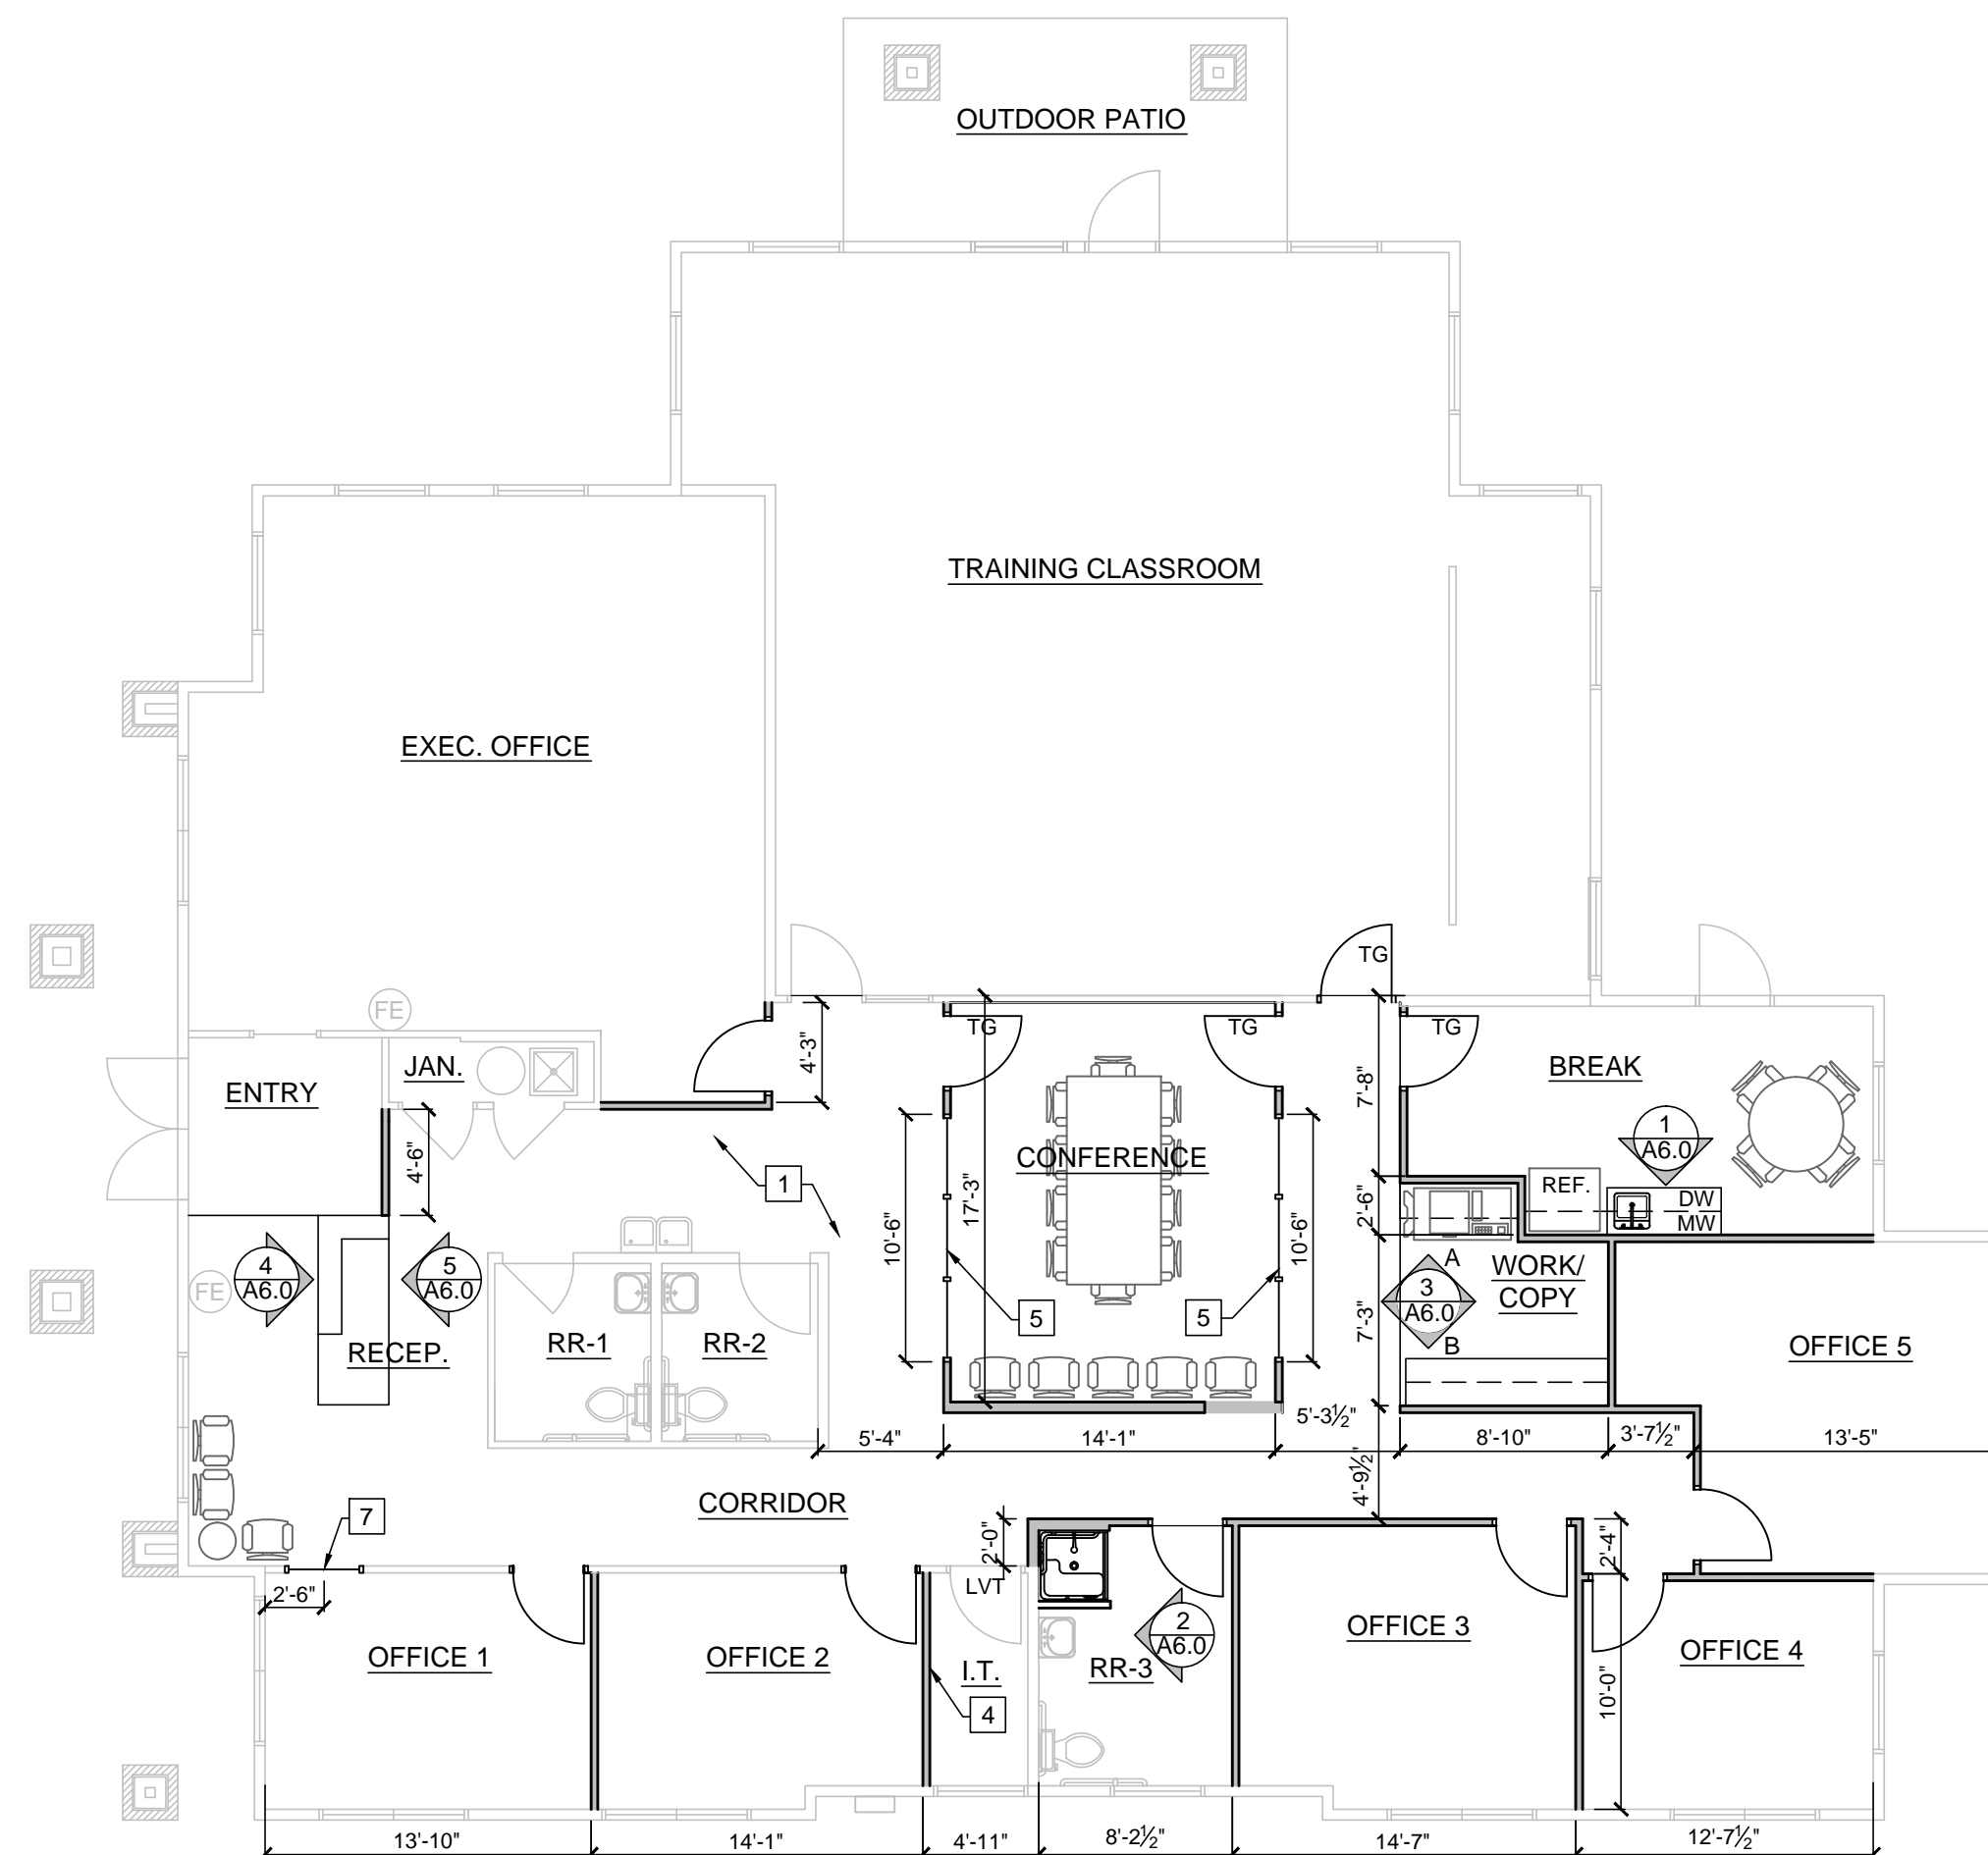 OUTDOOR PATIO
TRAINING CLASSROOM
EXEC. OFFICE
TG
FE
TG
TG
TG
4'-3"
JAN.
BREAK
ENTRY
7'-8"
1
A6.0
4'-6"
CONFERENCE
1
REF.
DW
MW
2'-6"
17'-3"
10'-6"
10'-6"
4
A6.0
5
A6.0
FE
A
3
A6.0
B
WORK/
COPY
5
5
7'-3"
RECEP.
RR-1
RR-2
OFFICE 5
5'-4"
14'-1"
5'-3½"
8'-10"
3'-7½"
13'-5"
4'-9½"
CORRIDOR
7
2'-0"
2'-4"
LVT
2'-6"
OFFICE 1
OFFICE 2
I.T.
4
RR-3
2
A6.0
OFFICE 3
OFFICE 4
10'-0"
13'-10"
14'-1"
4'-11"
8'-2½"
14'-7"
12'-7½"